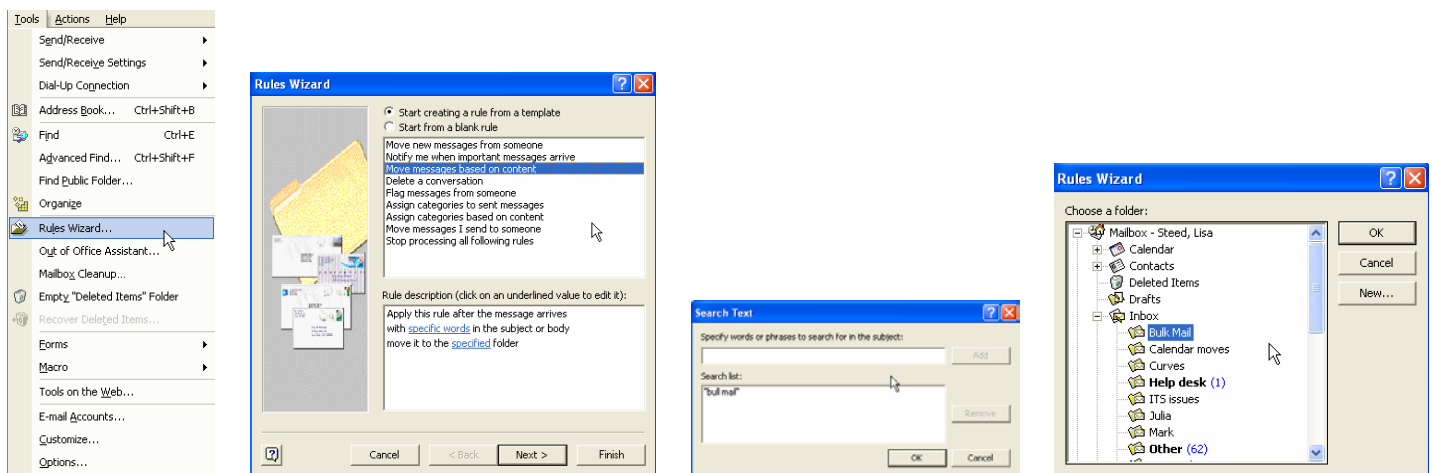 Tools Actions Help
Send/Receive
Send/Receive Settings
Dial-Up Connection
Address Book... Ctrl+Shift+B
Find Ctrl+E
Advanced Find... Ctrl+Shift+F
Find Public Folder...
Organize
Rules Wizard...
Out of Office Assistant...
Mailbox Cleanup...
Empty "Deleted Items" Folder
Recover Deleted Items...
Forms
Macro
Tools on the Web...
E-mail Accounts...
Customize...
Options...
Rules Wizard
Start creating a rule from a template
Start from a blank rule
Move new messages from someone
Notify me when important messages arrive
Move messages based on content
Delete a conversation
Flag messages from someone
Assign categories to sent messages
Assign categories based on content
Move messages I send to someone
Stop processing all following rules
Rule description (click on an underlined value to edit it):
Apply this rule after the message arrives
with specific words in the subject or body
move it to the specified folder
Cancel < Back Next > Finish
Search Text
Specify words or phrases to search for in the subject:
Add
Search list:
"bull mail"
Remove
OK Cancel
Rules Wizard
Choose a folder:
Mailbox - Steed, Lisa
Calendar
Contacts
Deleted Items
Drafts
Inbox
Bulk Mail
Calendar moves
Curves
Help desk (1)
ITS issues
Julia
Mark
Other (62)
OK
Cancel
New...